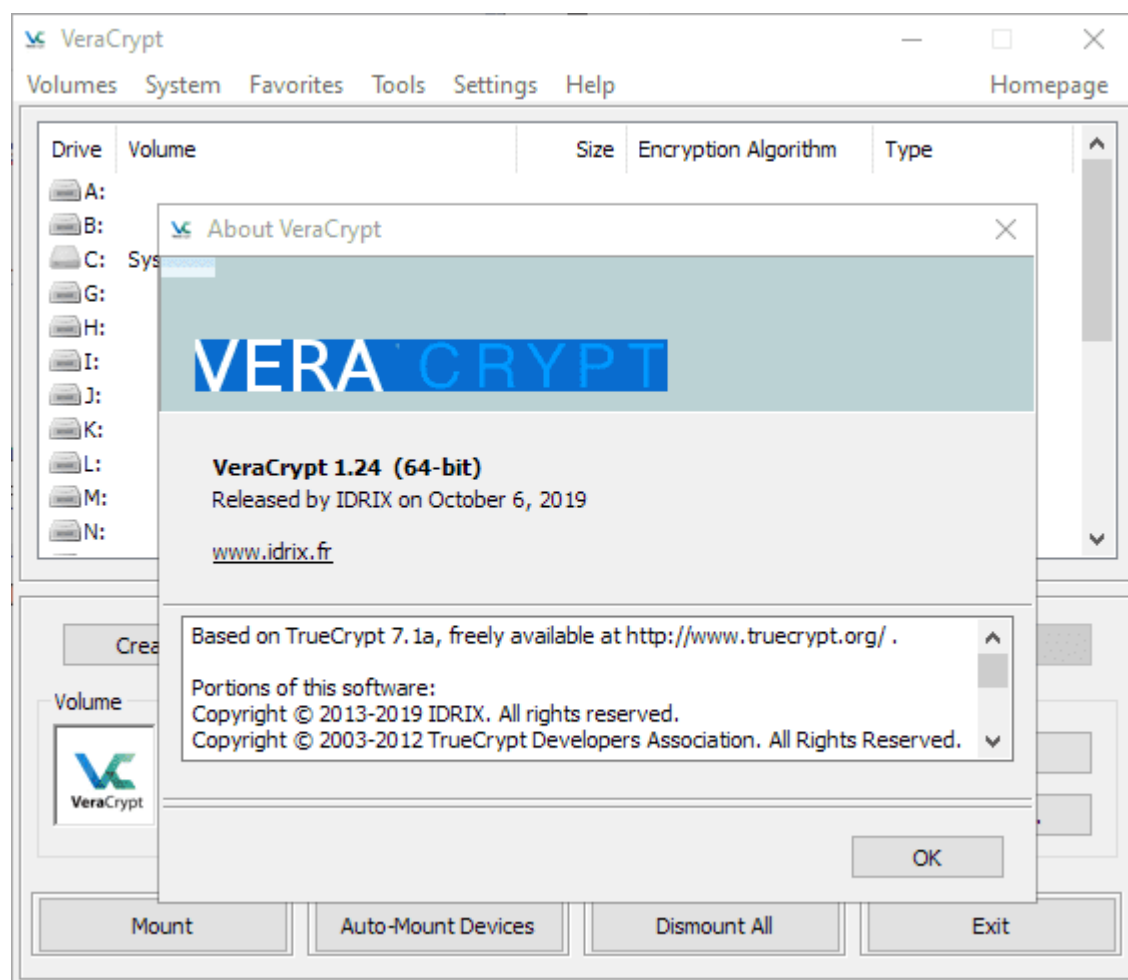 VeraCrypt
Volumes System Favorites Tools Settings Help Homepage
Drive Volume Size Encryption Algorithm Type
A:
B:
C: Sys
G:
H:
I:
J:
K:
L:
M:
N:
About VeraCrypt
VERA CRYPT
VeraCrypt 1.24 (64-bit)
Released by IDRIX on October 6, 2019
www.idrix.fr
Based on TrueCrypt 7.1a, freely available at http://www.truecrypt.org/ .
Portions of this software:
Copyright © 2013-2019 IDRIX. All rights reserved.
Copyright © 2003-2012 TrueCrypt Developers Association. All Rights Reserved.
OK
Crea
Volume
VeraCrypt
Mount Auto-Mount Devices Dismount All Exit